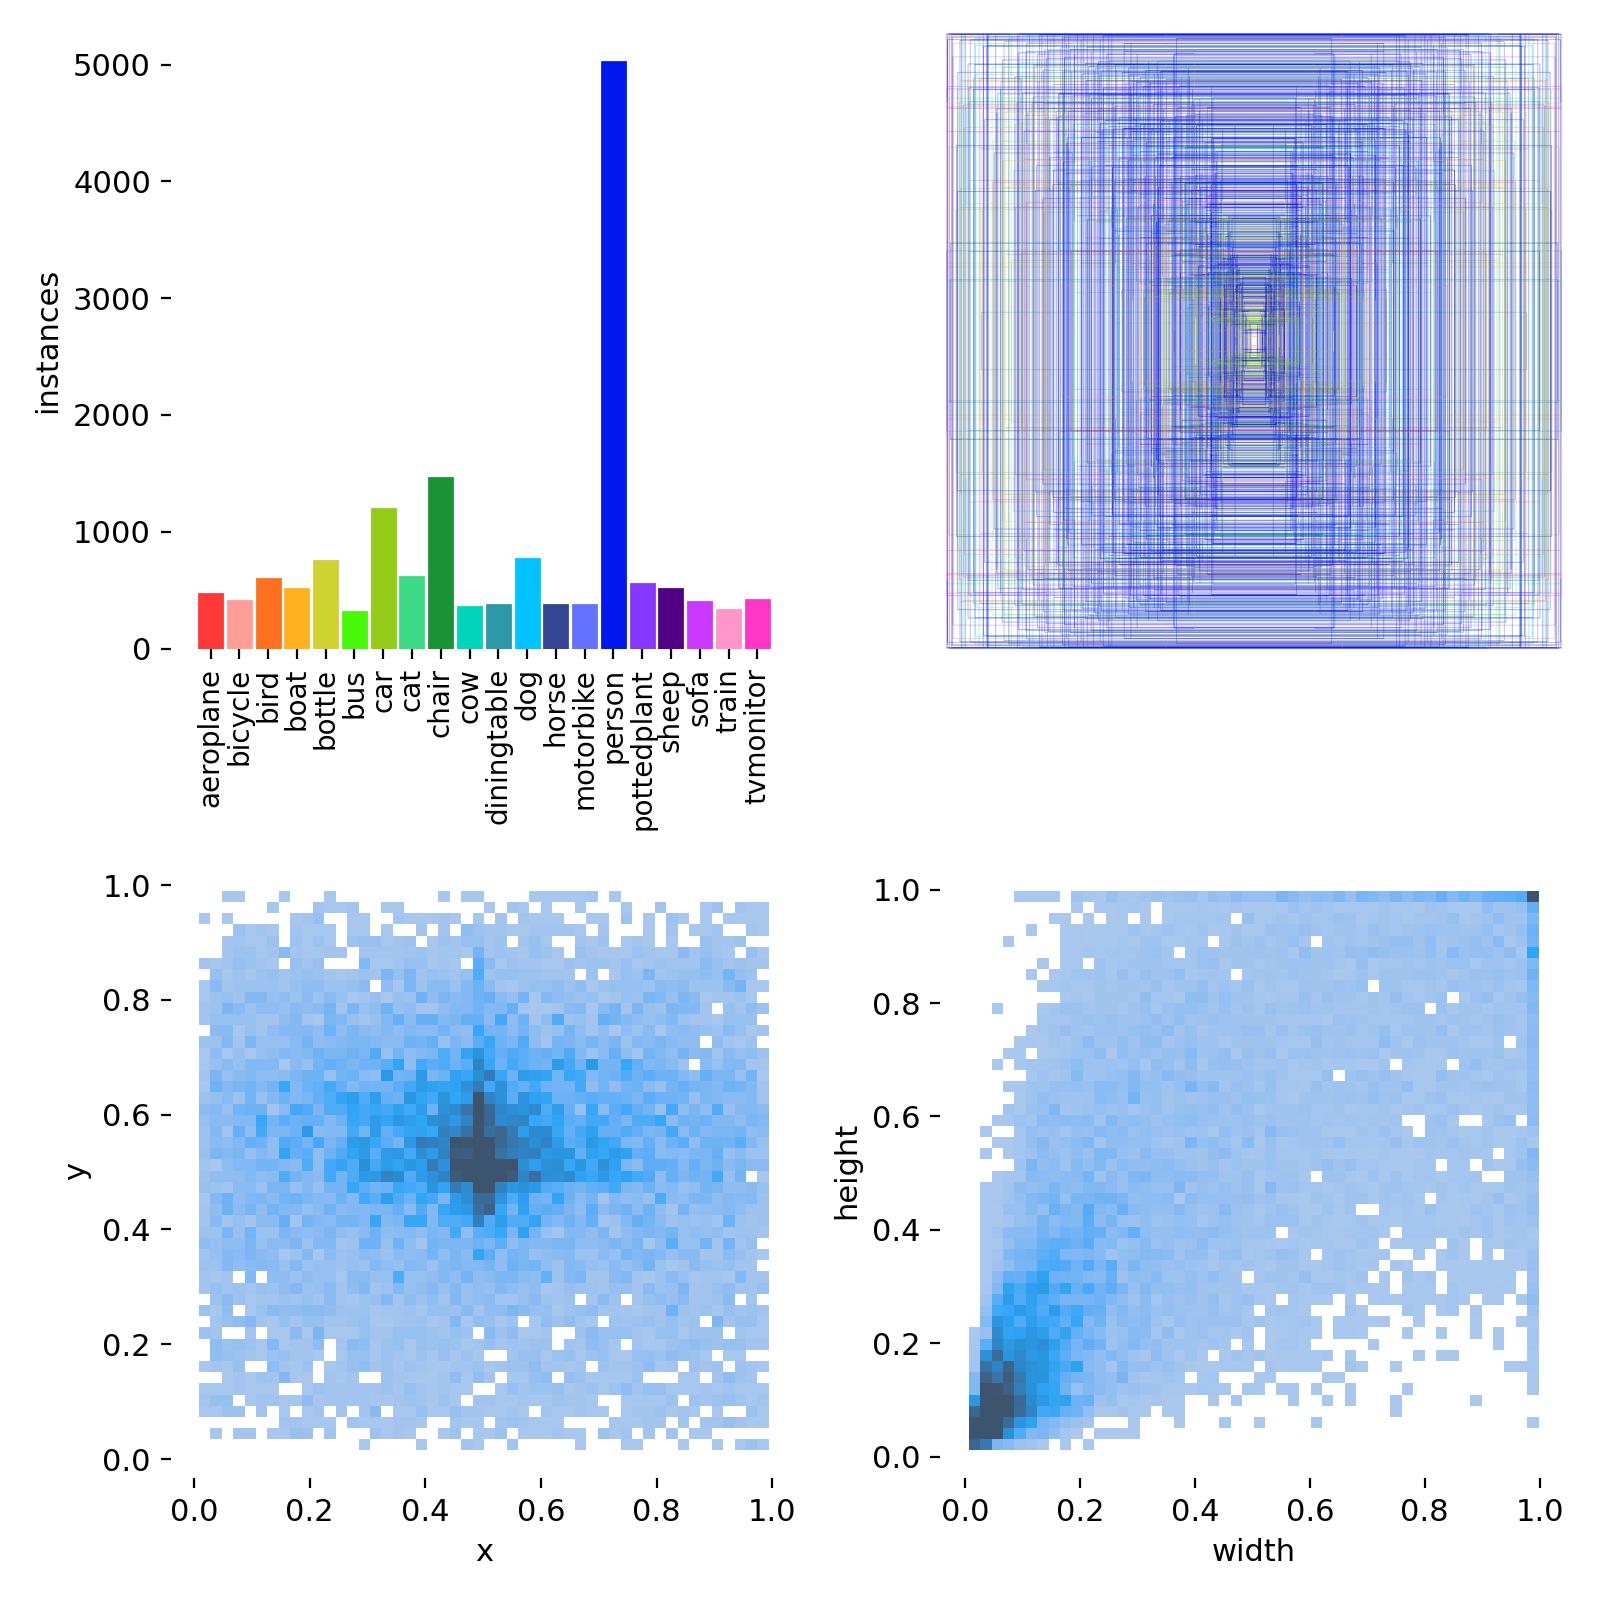 instances
5000
4000
3000
2000
1000
0
aeroplane
bicycle
bird
boat
bottle
bus
car
cat
chair
cow
diningtable
dog
horse
motorbike
person
pottedplant
sheep
sofa
train
tvmonitor
y
1.0
0.8
0.6
0.4
0.2
0.0
0.0 0.2 0.4 0.6 0.8 1.0
x
height
1.0
0.8
0.6
0.4
0.2
0.0
0.0 0.2 0.4 0.6 0.8 1.0
width